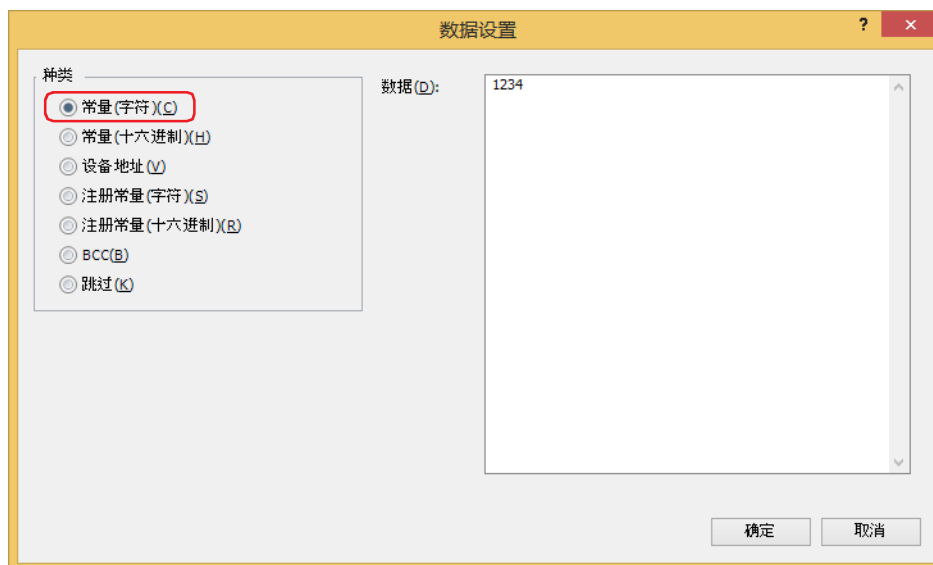 数据设置
?
种类
常量(字符)(C)
常量(十六进制)(H)
设备地址(V)
注册常量(字符)(S)
注册常量(十六进制)(R)
BCC(B)
跳过(K)
数据(D):
1234
确定
取消